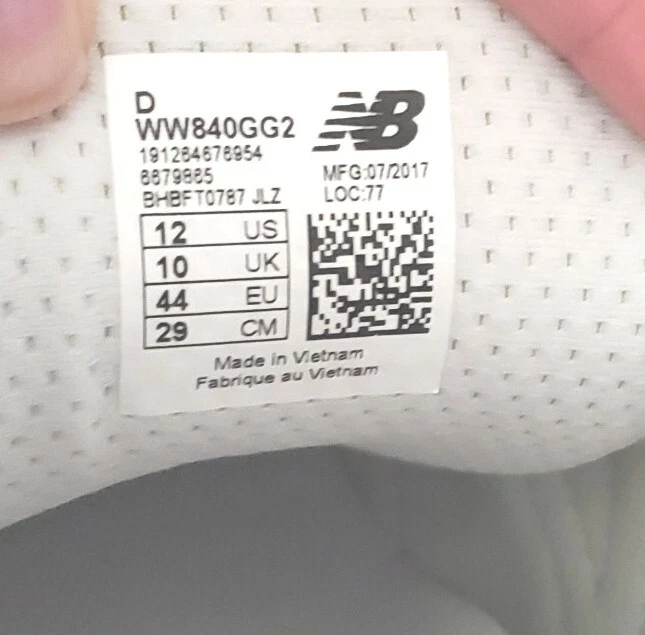 D
WW840GG2
191264676954
6679865
BHBFT0787 JLZ
NB
MFG:07/2017
LOC:77
12 US
10 UK
44 EU
29 CM
Made in Vietnam
Fabrique au Vietnam